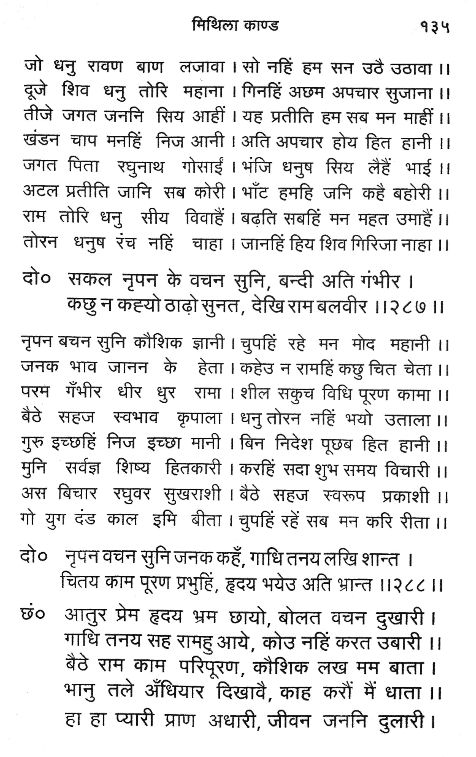 मिथिला काण्ड १३५
जो धनु रावण बाण लजावा । सो नहिं हम सन उठै उठावा ।।
दूजे शिव धनु तोरि महाना । गिनहिं अछम अपचार सुजाना ।।
तीजे जगत जननि सिय आहीं । यह प्रतीति हम सब मन माहीं ।।
खंडन चाप मनहिं निज आनी । अति अपचार होय हित हानी ।।
जगत पिता रघुनाथ गोसाईं । भंजि धनुष सिय लैहैं भाई ।।
अटल प्रतीति जानि सब कोरी । भाँट हमहि जनि कहै बहोरी ।।
राम तोरि धनु सीय विवाहैं । बढ़ति सबहिं मन महत उमाहैं ।।
तोरन धनुष रंच नहिं चाहा । जानहिं हिय शिव गिरिजा नाहा ।।
दो० सकल नृपन के वचन सुनि, बन्दी अति गंभीर ।
कछु न कह्यो ठाढ़ो सुनत, देखि राम बलवीर ।।२८७।।
नृपन बचन सुनि कौशिक ज्ञानी । चुपहिं रहे मन मोद महानी ।।
जनक भाव जानन के हेता । कहेउ न रामहिं कछु चित चेता ।।
परम गँभीर धीर धुर रामा । शील सकुच विधि पूरण कामा ।।
बैठे सहज स्वभाव कृपाला । धनु तोरन नहिं भयो उताला ।।
गुरु इच्छहिं निज इच्छा मानी । बिन निदेश पूछब हित हानी ।।
मुनि सर्वज्ञ शिष्य हितकारी । करहिं सदा शुभ समय विचारी ।।
अस बिचार रघुवर सुखराशी । बैठे सहज स्वरूप प्रकाशी ।।
गो युग दंड काल इमि बीता । चुपहिं रहें सब मन करि रीता ।।
दो० नृपन वचन सुनि जनक कहँ, गाधि तनय लखि शान्त ।
चितय काम पूरण प्रभुहिं, हृदय भयेउ अति भ्रान्त ।।२८८।।
छं० आतुर प्रेम हृदय भ्रम छायो, बोलत वचन दुखारी ।
गाधि तनय सह रामहु आये, कोउ नहिं करत उबारी ।।
बैठे राम काम परिपूरण, कौशिक लख मम बाता ।
भानु तले अँधियार दिखावै, काह करौं मैं धाता ।।
हा हा प्यारी प्राण अधारी, जीवन जननि दुलारी ।